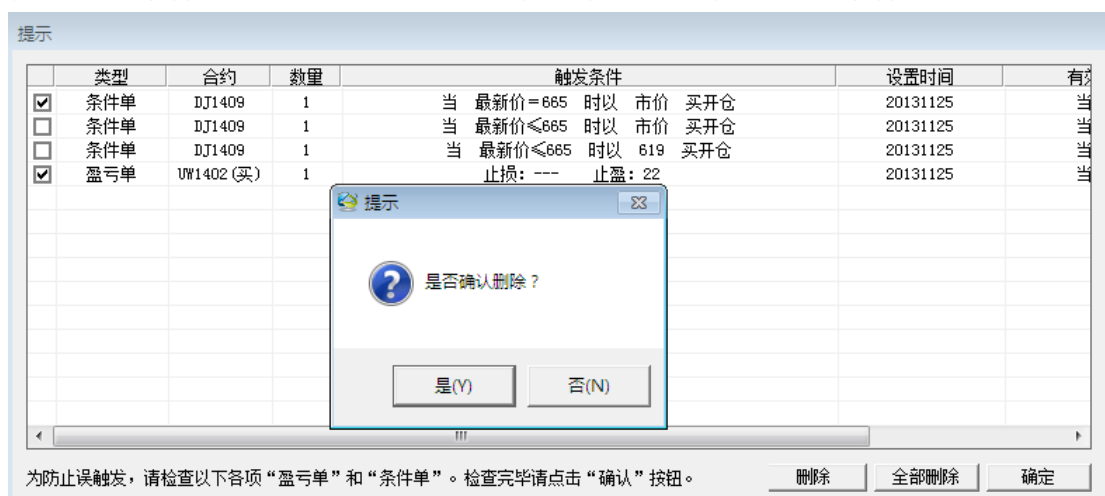 提示
类型 合约 数量 触发条件 设置时间 有效
条件单 DJ1409 1 当 最新价=665 时以 市价 买开仓 20131125 当
条件单 DJ1409 1 当 最新价≤665 时以 市价 买开仓 20131125 当
条件单 DJ1409 1 当 最新价≤665 时以 619 买开仓 20131125 当
盈亏单 UW1402(买) 1 止损: --- 止盈: 22 20131125 当
提示
是否确认删除?
是(Y) 否(N)
为防止误触发，请检查以下各项“盈亏单”和“条件单”。检查完毕请点击“确认”按钮。 删除 全部删除 确定